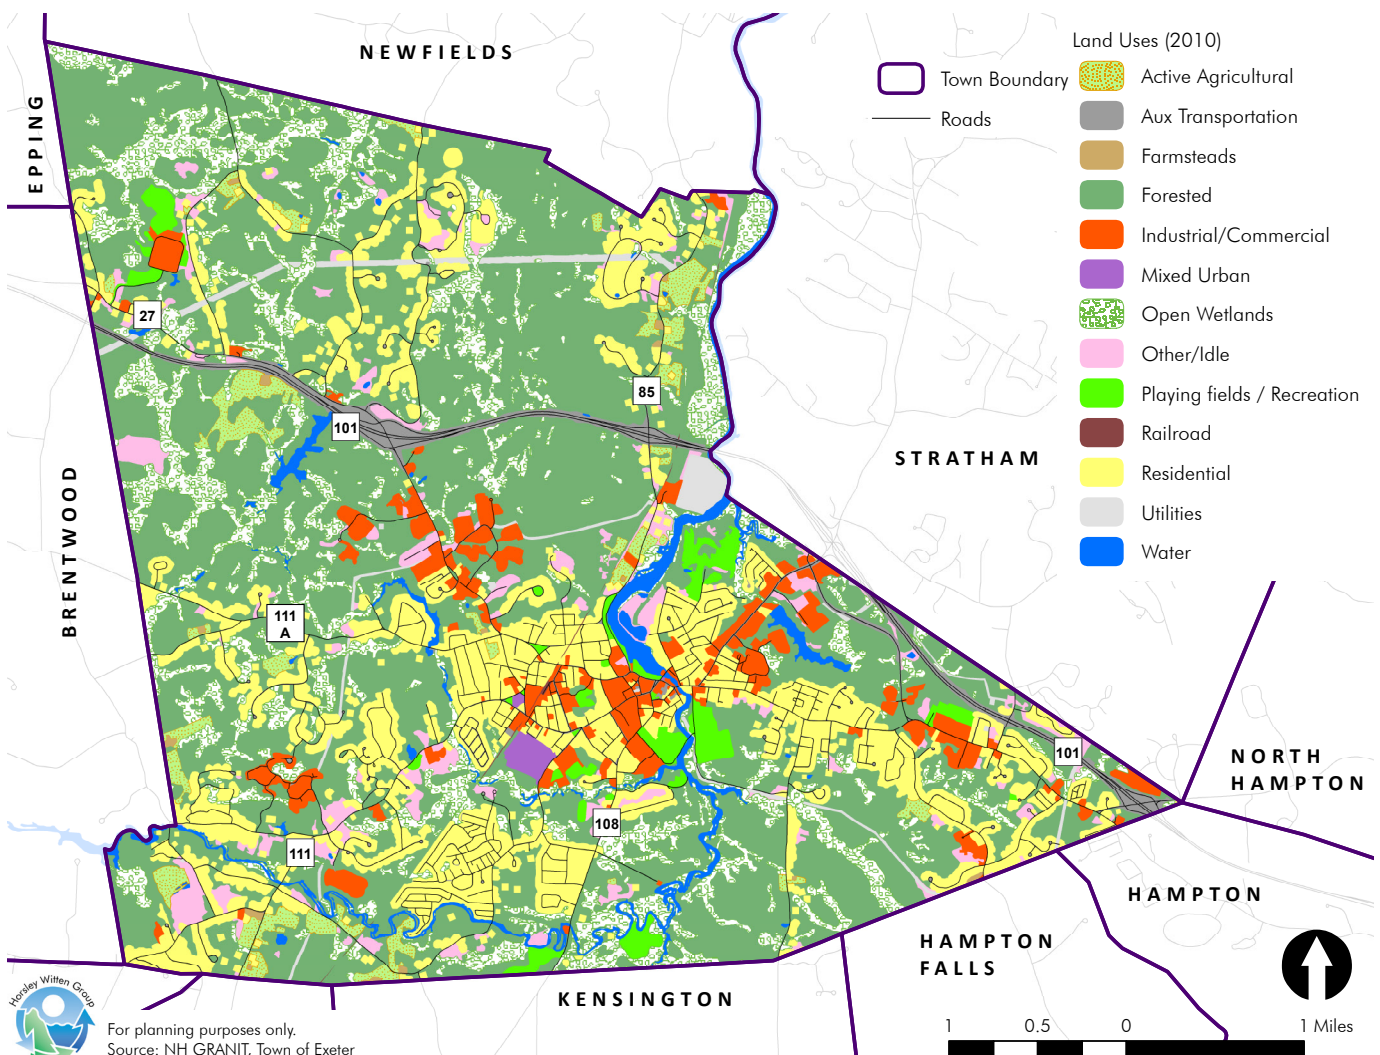 NEWFIELDS
EPPING
BRENTWOOD
STRATHAM
NORTH
HAMPTON
HAMPTON
HAMPTON
FALLS
KENSINGTON
27
101
85
111
A
111
108
101
Town Boundary
Roads
Land Uses (2010)
Active Agricultural
Aux Transportation
Farmsteads
Forested
Industrial/Commercial
Mixed Urban
Open Wetlands
Other/Idle
Playing fields / Recreation
Railroad
Residential
Utilities
Water
Horsley Witten Group
For planning purposes only.
Source: NH GRANIT, Town of Exeter
1 0.5 0 1 Miles